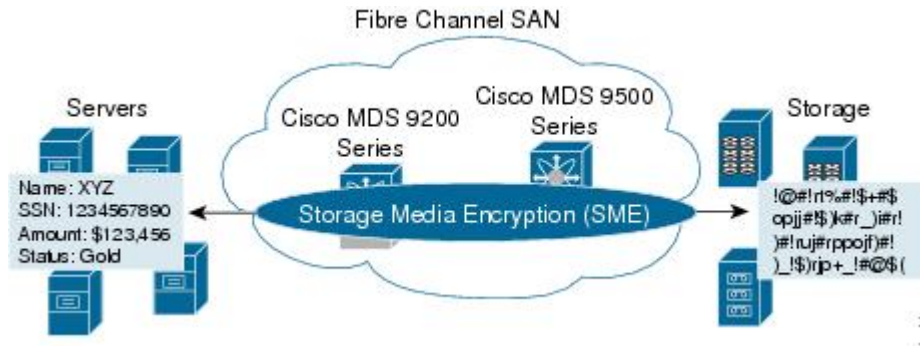 Fibre Channel SAN
Servers
Cisco MDS 9200
Series
Cisco MDS 9500
Series
Storage
Name: XYZ
SSN: 1234567890
Amount: $123,456
Status: Gold
Storage Media Encryption (SME)
!@#!rt%#!$+#$
opjj#!$)k#r_)i#r!
)#!ruj#rppojf)#!
)_!$)rjp+_!#@$(